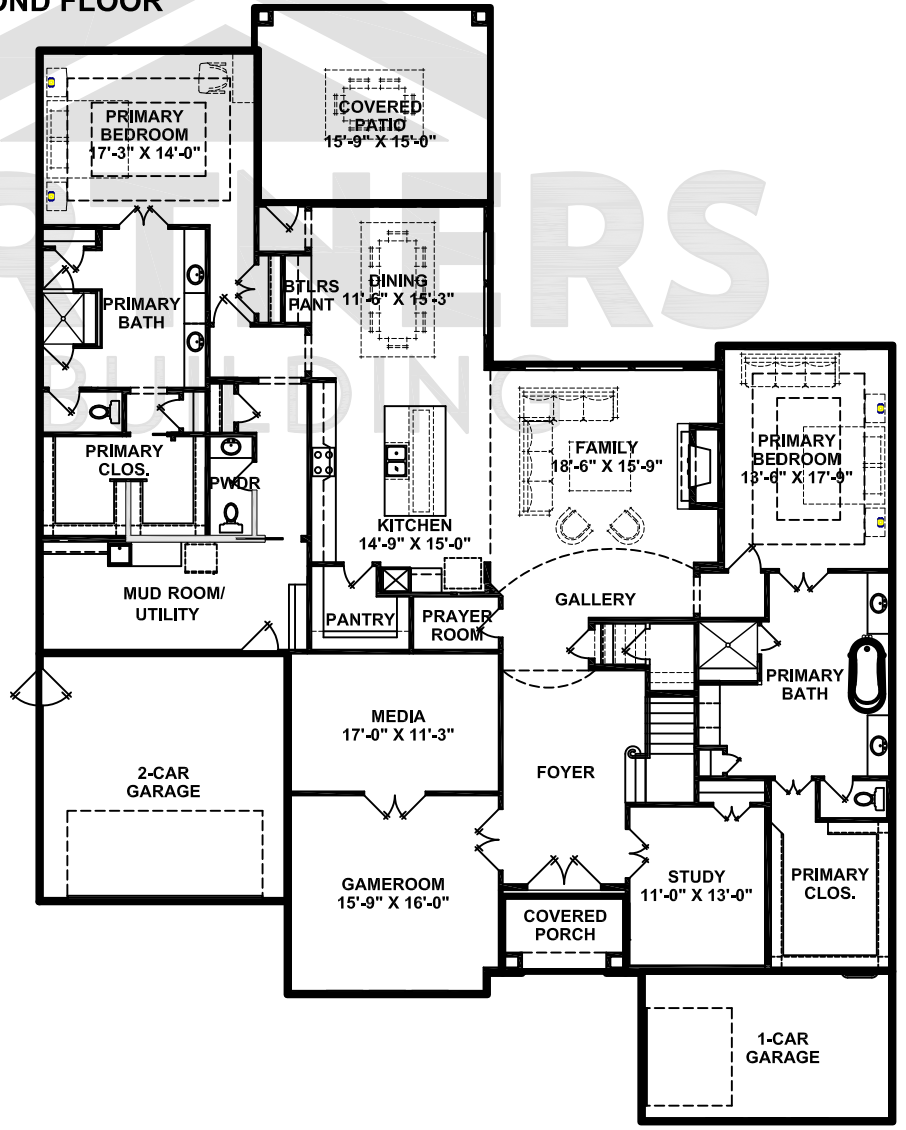 OND FLOOR
RTNERS
BUILDING
PRIMARY
BEDROOM
17'-3" X 14'-0"
COVERED
PATIO
15'-9" X 15'-0"
PRIMARY
BATH
BTLRS
PANT
DINING
11'-6" X 15'-3"
PRIMARY
CLOS.
PWDR
KITCHEN
14'-9" X 15'-0"
FAMILY
18'-6" X 15'-9"
PRIMARY
BEDROOM
13'-6" X 17'-9"
MUD ROOM/
UTILITY
PANTRY
PRAYER
ROOM
GALLERY
PRIMARY
BATH
MEDIA
17'-0" X 11'-3"
2-CAR
GARAGE
FOYER
GAMEROOM
15'-9" X 16'-0"
STUDY
11'-0" X 13'-0"
PRIMARY
CLOS.
COVERED
PORCH
1-CAR
GARAGE